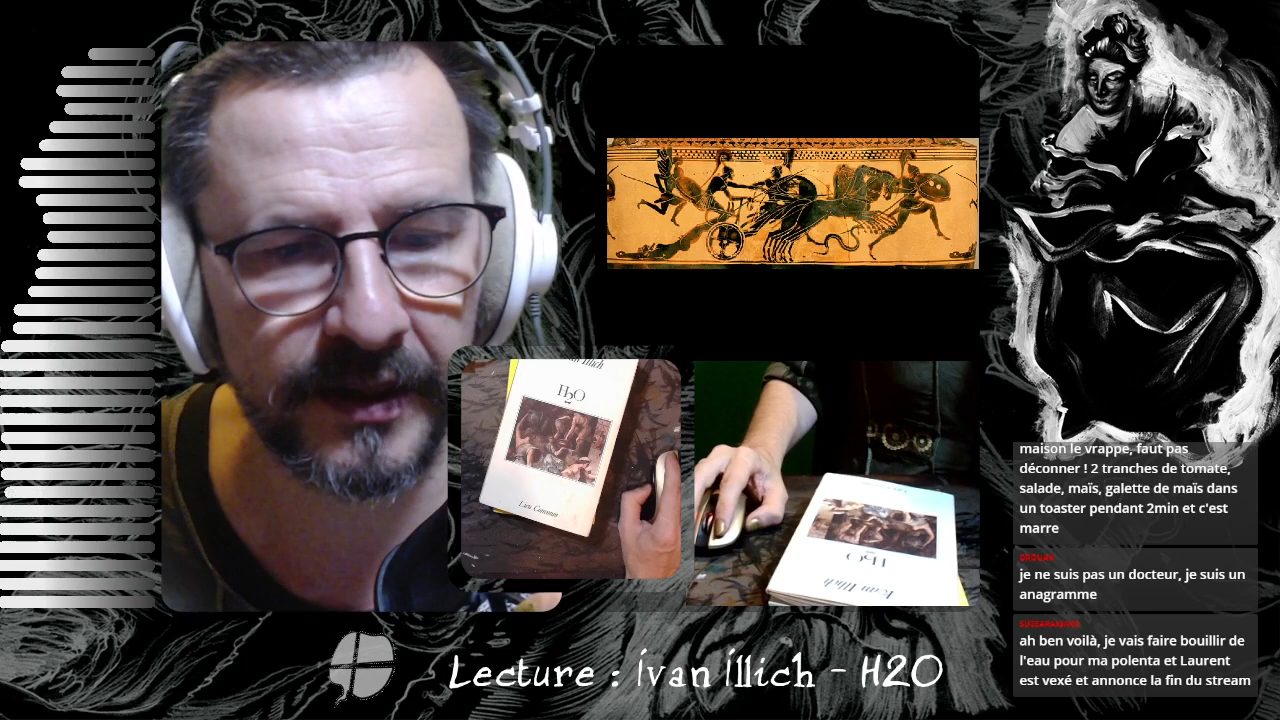 H2O
Lieu Commun
Ivan Illich
H2O
maison le vrappe, faut pas
déconner ! 2 tranches de tomate,
salade, maïs, galette de maïs dans
un toaster pendant 2min et c'est
marre
je ne suis pas un docteur, je suis un
anagramme
ah ben voilà, je vais faire bouillir de
l'eau pour ma polenta et Laurent
est vexé et annonce la fin du stream
Lecture : Ivan Illich - H2O